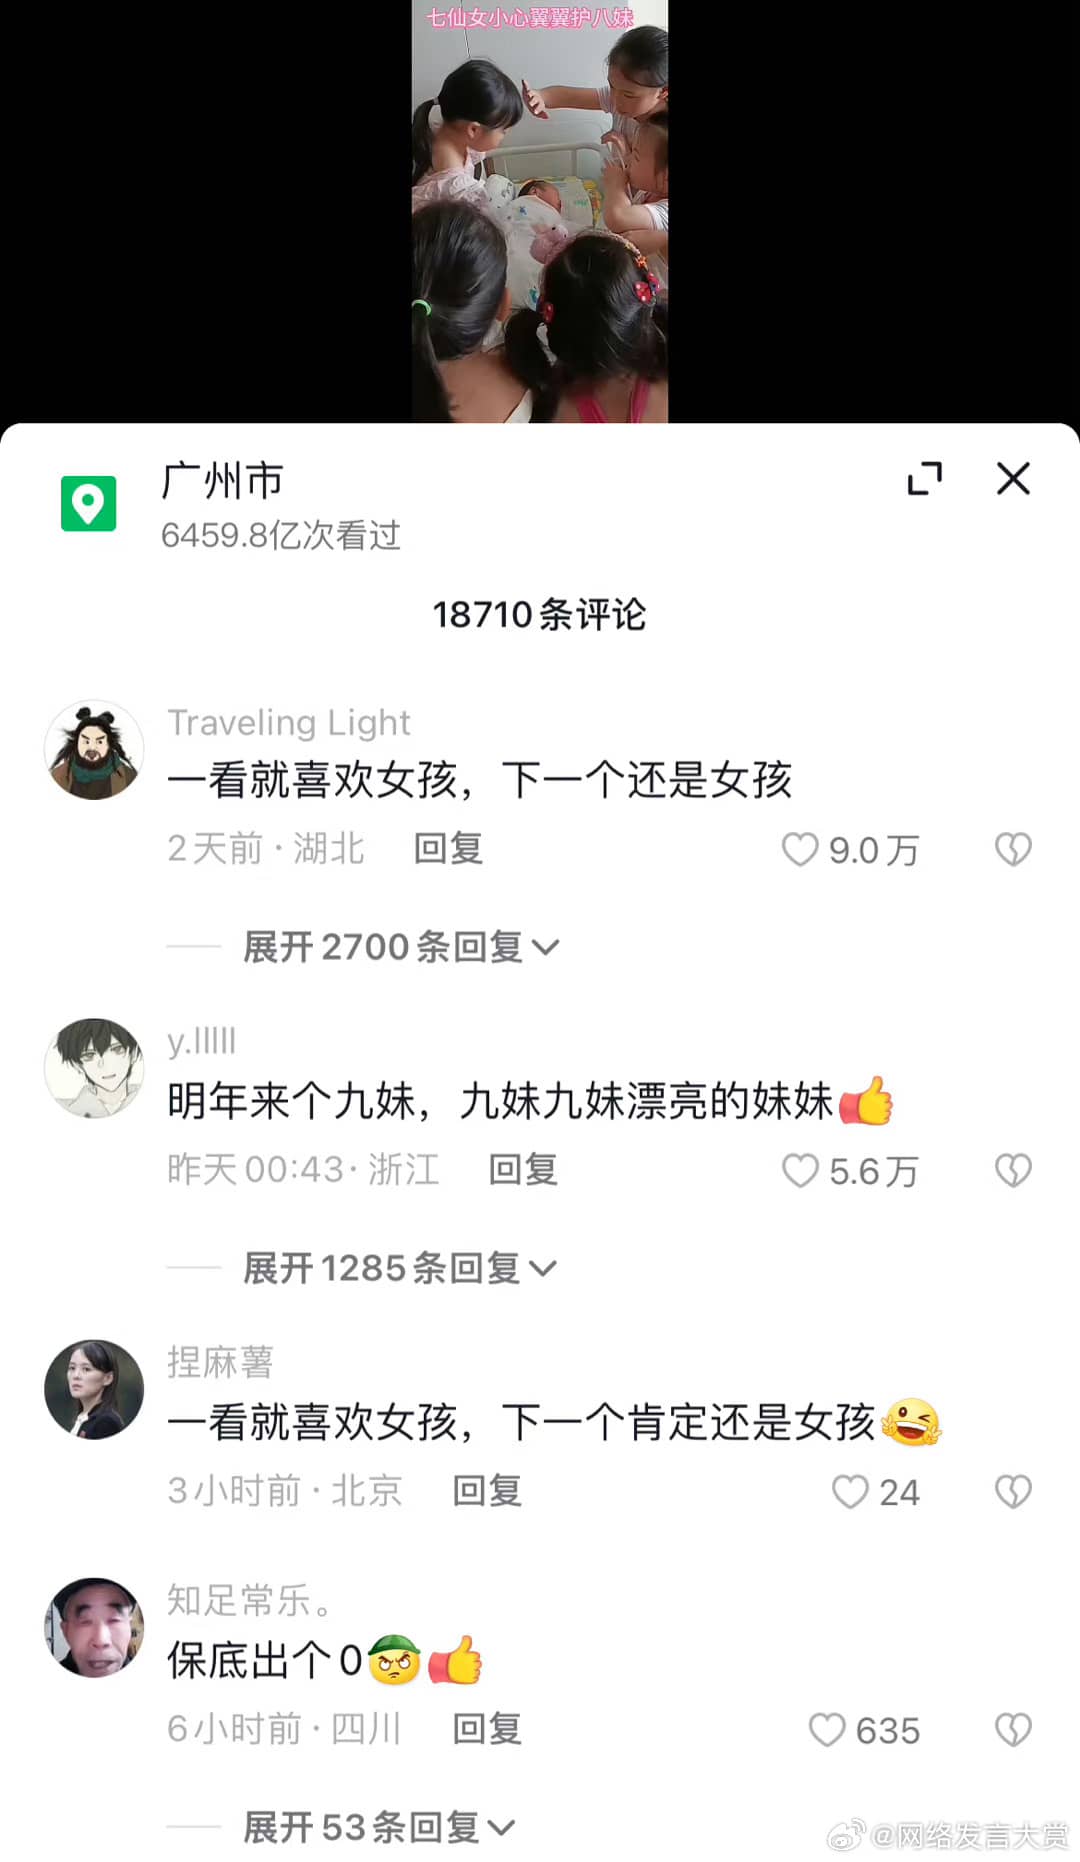 七仙女小心翼翼护八妹
广州市
6459.8亿次看过
18710条评论
Traveling Light
一看就喜欢女孩，下一个还是女孩
2天前·湖北 回复 9.0万
展开2700条回复
y.lllll
明年来个九妹，九妹九妹漂亮的妹妹👍
昨天00:43·浙江 回复 5.6万
展开1285条回复
捏麻薯
一看就喜欢女孩，下一个肯定还是女孩
3小时前·北京 回复 24
知足常乐。
保底出个0👍
6小时前·四川 回复 635
展开53条回复
@网络发言大赏